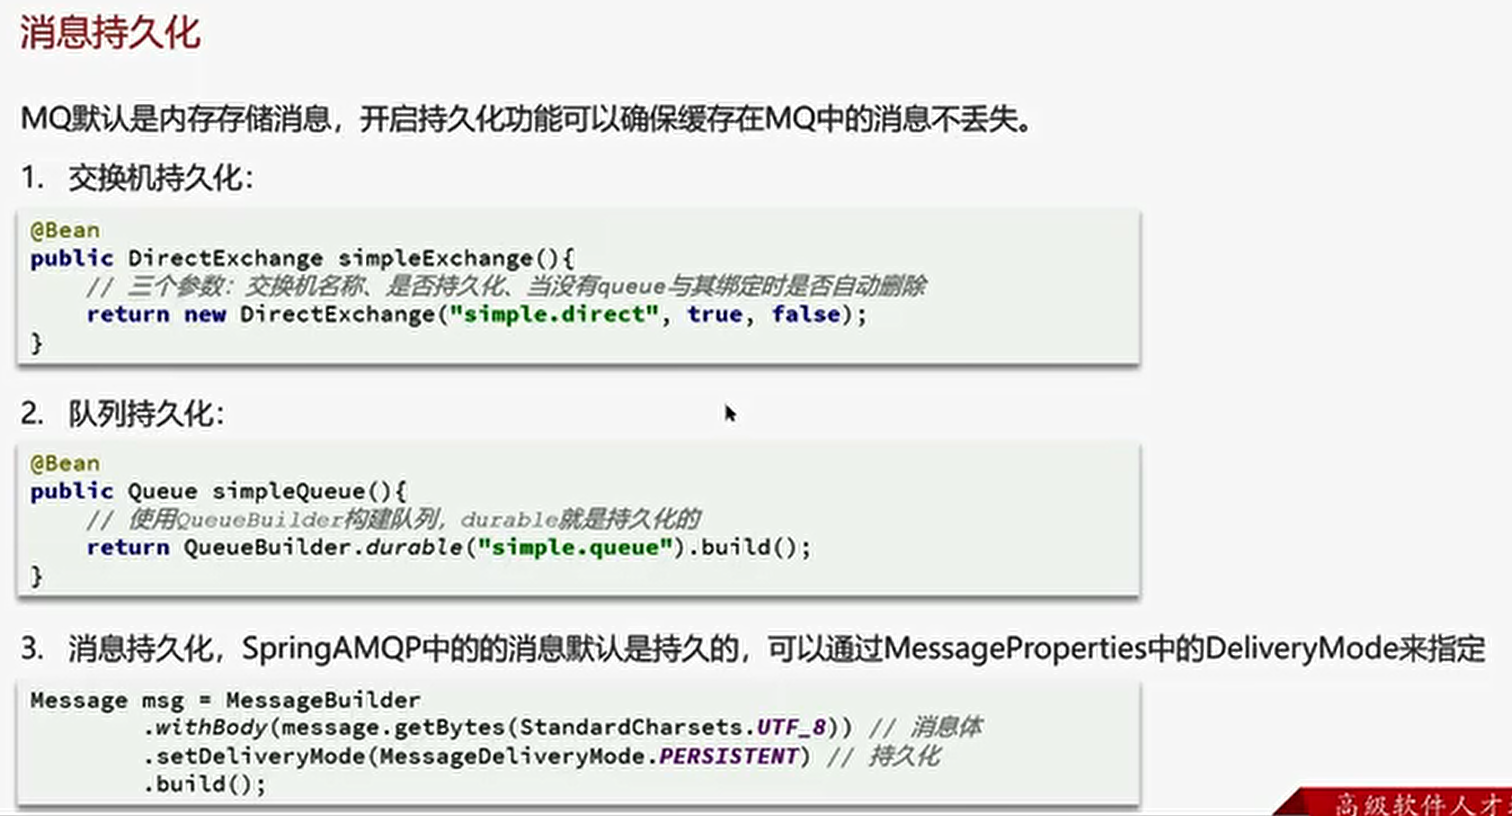 消息持久化
MQ默认是内存存储消息，开启持久化功能可以确保缓存在MQ中的消息不丢失。
1. 交换机持久化：
@Bean
public DirectExchange simpleExchange(){
// 三个参数：交换机名称、是否持久化、当没有queue与其绑定时是否自动删除
return new DirectExchange("simple.direct", true, false);
}
2. 队列持久化：
@Bean
public Queue simpleQueue(){
// 使用QueueBuilder构建队列，durable就是持久化的
return QueueBuilder.durable("simple.queue").build();
}
3. 消息持久化，SpringAMQP中的的消息默认是持久的，可以通过MessageProperties中的DeliveryMode来指定
Message msg = MessageBuilder
.withBody(message.getBytes(StandardCharsets.UTF_8)) // 消息体
.setDeliveryMode(MessageDeliveryMode.PERSISTENT) // 持久化
.build();
高级软件人才